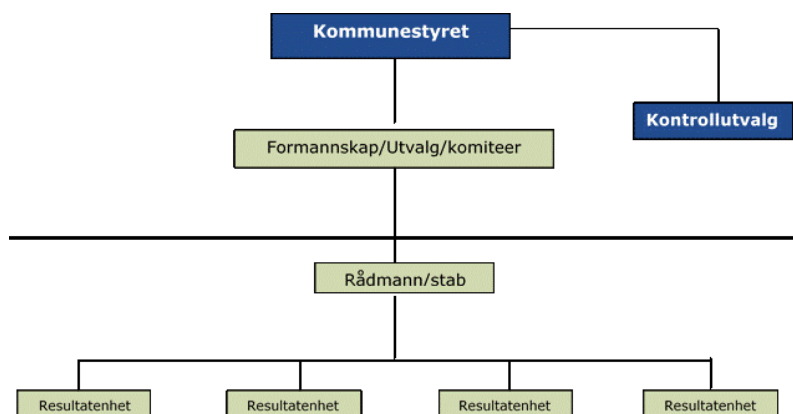 Kommunestyret
Kontrollutvalg
Formannskap/Utvalg/komiteer
Rådmann/stab
Resultatenhet Resultatenhet Resultatenhet Resultatenhet